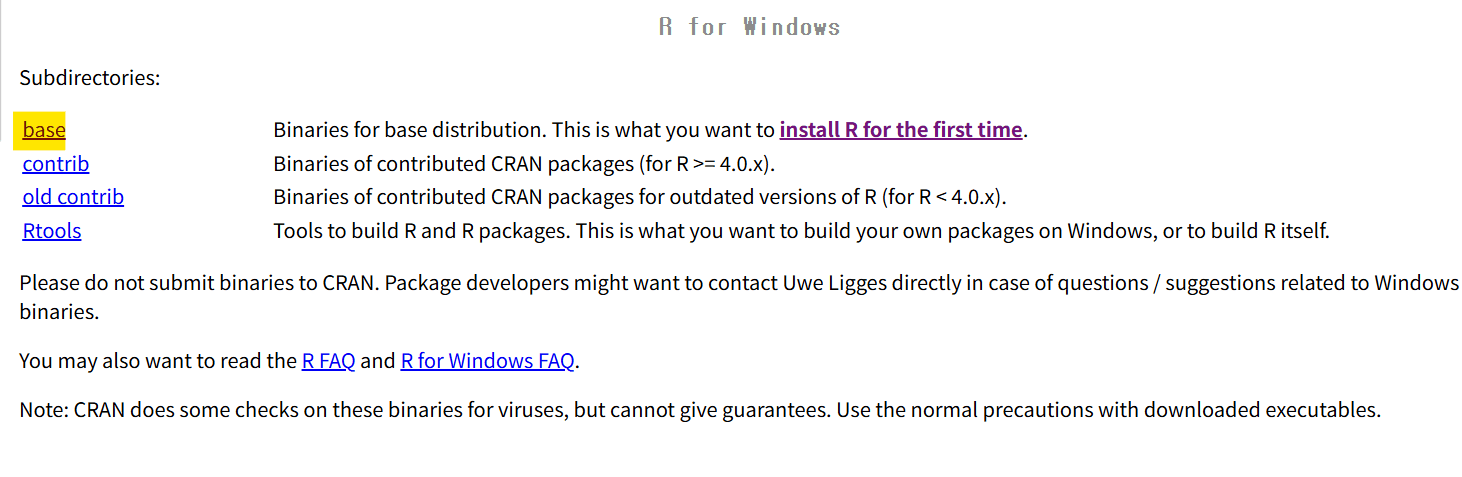 R for Windows
Subdirectories:
base Binaries for base distribution. This is what you want to install R for the first time.
contrib Binaries of contributed CRAN packages (for R >= 4.0.x).
old contrib Binaries of contributed CRAN packages for outdated versions of R (for R < 4.0.x).
Rtools Tools to build R and R packages. This is what you want to build your own packages on Windows, or to build R itself.
Please do not submit binaries to CRAN. Package developers might want to contact Uwe Ligges directly in case of questions / suggestions related to Windows
binaries.
You may also want to read the R FAQ and R for Windows FAQ.
Note: CRAN does some checks on these binaries for viruses, but cannot give guarantees. Use the normal precautions with downloaded executables.